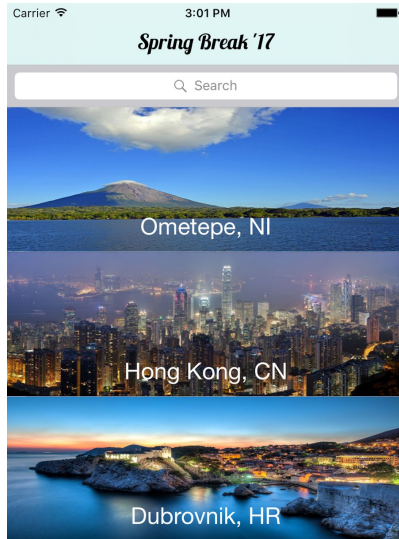 Carrier 3:01 PM
Spring Break '17
Search
Ometepe, NI
Hong Kong, CN
Dubrovnik, HR